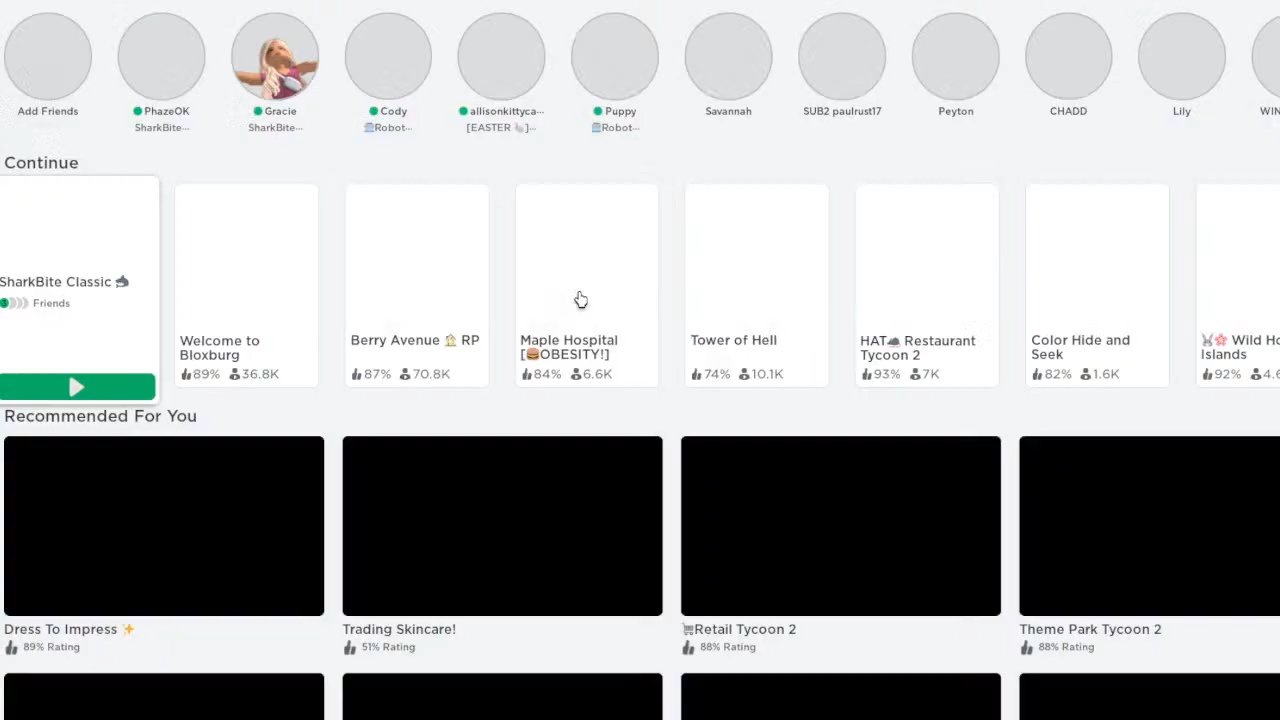 Add Friends
PhazeOK
SharkBite...
Gracie
SharkBite...
Cody
Robot...
allisonkittyca...
[EASTER 🦢]...
Puppy
Robot...
Savannah
SUB2 paulrust17
Peyton
CHADD
Lily
WIN
Continue
SharkBite Classic 🦈
Friends
Welcome to
Bloxburg
89% 36.8K
Berry Avenue 🏠 RP
87% 70.8K
Maple Hospital
[🍔OBESITY!]
84% 6.6K
Tower of Hell
74% 10.1K
HAT Restaurant
Tycoon 2
93% 7K
Color Hide and
Seek
82% 1.6K
🐰🌸 Wild Ho
Islands
92% 4.6
Recommended For You
Dress To Impress ✨
89% Rating
Trading Skincare!
51% Rating
🛒Retail Tycoon 2
88% Rating
Theme Park Tycoon 2
88% Rating